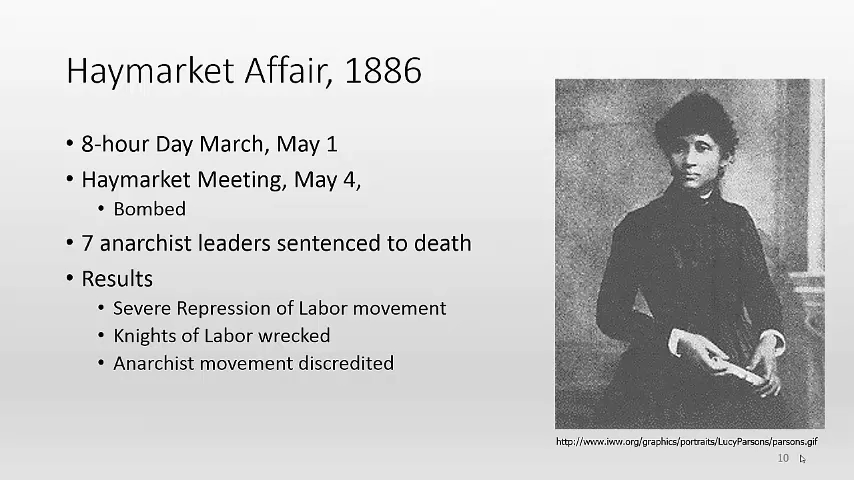 Haymarket Affair, 1886
• 8-hour Day March, May 1
• Haymarket Meeting, May 4,
• Bombed
• 7 anarchist leaders sentenced to death
• Results
• Severe Repression of Labor movement
• Knights of Labor wrecked
• Anarchist movement discredited
http://www.iww.org/graphics/portraits/LucyParsons/parsons.gif
10